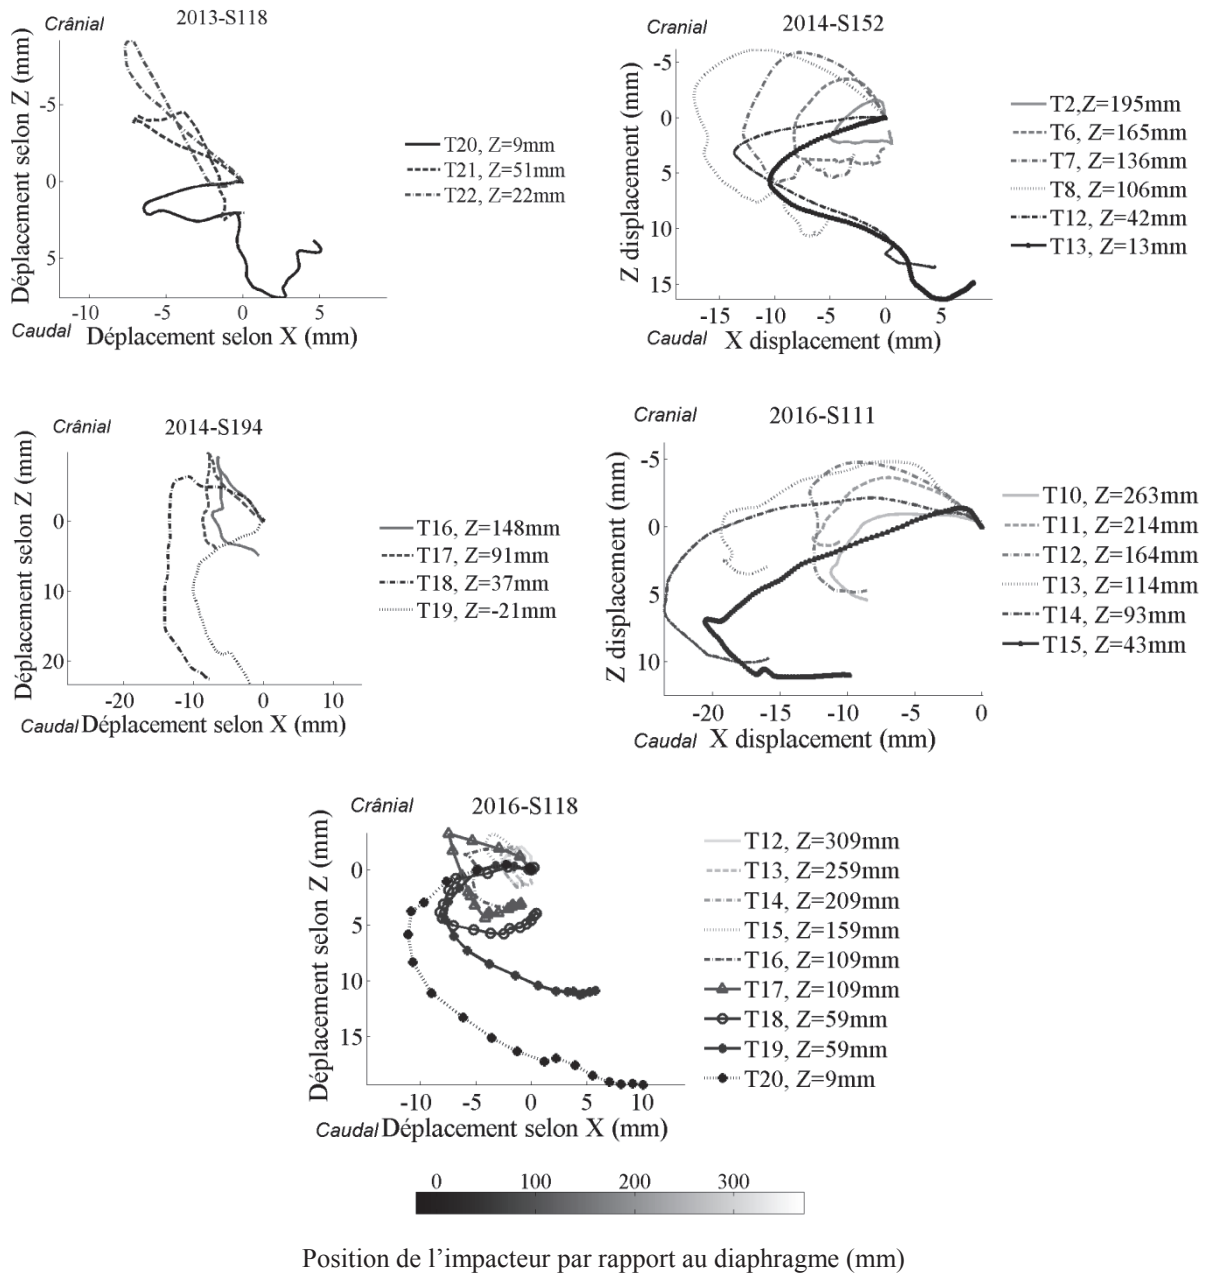 Crânial
2013-S118
Déplacement selon Z (mm)
-5
0
5
-10
-5
0
5
Caudal
Déplacement selon X (mm)
T20, Z=9mm
T21, Z=51mm
T22, Z=22mm
Cranial
2014-S152
Z displacement (mm)
-5
0
5
10
15
-15
-10
-5
0
5
Caudal
X displacement (mm)
T2,Z=195mm
T6, Z=165mm
T7, Z=136mm
T8, Z=106mm
T12, Z=42mm
T13, Z=13mm
Crânial
2014-S194
Déplacement selon Z (mm)
0
10
20
-20
-10
0
10
Caudal
Déplacement selon X (mm)
T16, Z=148mm
T17, Z=91mm
T18, Z=37mm
T19, Z=-21mm
Cranial
2016-S111
Z displacement (mm)
-5
0
5
10
-20
-15
-10
-5
0
Caudal
X displacement (mm)
T10, Z=263mm
T11, Z=214mm
T12, Z=164mm
T13, Z=114mm
T14, Z=93mm
T15, Z=43mm
Crânial
2016-S118
Déplacement selon Z (mm)
0
5
10
15
-10
-5
0
5
10
Caudal
Déplacement selon X (mm)
T12, Z=309mm
T13, Z=259mm
T14, Z=209mm
T15, Z=159mm
T16, Z=109mm
T17, Z=109mm
T18, Z=59mm
T19, Z=59mm
T20, Z=9mm
0
100
200
300
Position de l’impacteur par rapport au diaphragme (mm)